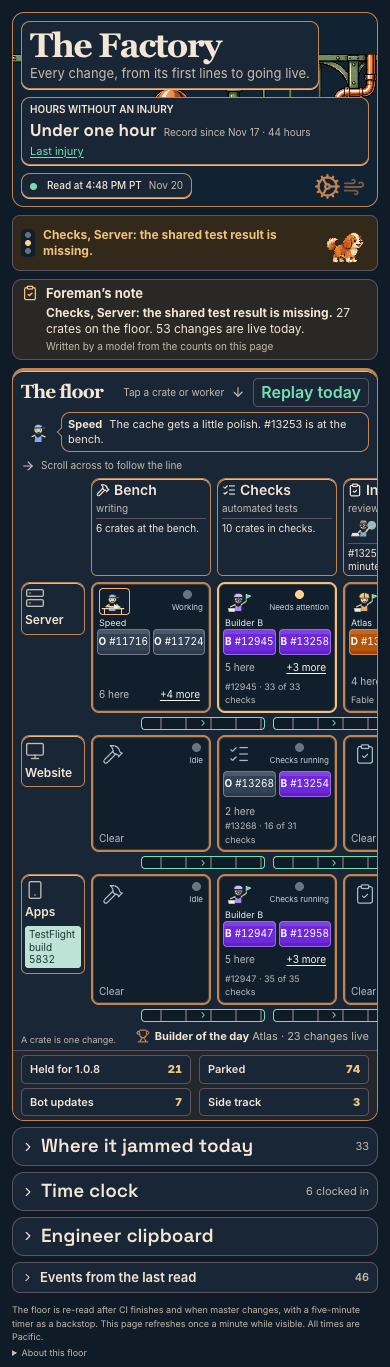 The Factory
Every change, from its first lines to going live.
HOURS WITHOUT AN INJURY
Under one hour Record since Nov 17 · 44 hours
Last injury
Read at 4:48 PM PT Nov 20
Checks, Server: the shared test result is
missing.
Foreman's note
Checks, Server: the shared test result is missing. 27
crates on the floor. 53 changes are live today.
Written by a model from the counts on this page
The floor
Tap a crate or worker ↓
Replay today
Speed The cache gets a little polish. #13253 is at the
bench.
→ Scroll across to follow the line
Bench
writing
6 crates at the bench.
Checks
automated tests
10 crates in checks.
In
review
#1325
minute
Server
Working
Speed
O #11716 O #11724
6 here +4 more
Needs attention
Builder B
B #12945 B #13258
5 here +3 more
#12945 · 33 of 33
checks
Atlas
D #13
4 here
Fable
Website
Idle
Clear
Checks running
O #13268 B #13254
2 here
#13268 · 16 of 31
checks
Clear
Apps
TestFlight
build
5832
Idle
Clear
Checks running
Builder B
B #12947 B #12958
5 here +3 more
#12947 · 35 of 35
checks
Clear
A crate is one change.
Builder of the day Atlas · 23 changes live
Held for 1.0.8 21
Parked 74
Bot updates 7
Side track 3
Where it jammed today 33
Time clock 6 clocked in
Engineer clipboard
Events from the last read 46
The floor is re-read after CI finishes and when master changes, with a five-minute
timer as a backstop. This page refreshes once a minute while visible. All times are
Pacific.
▶ About this floor